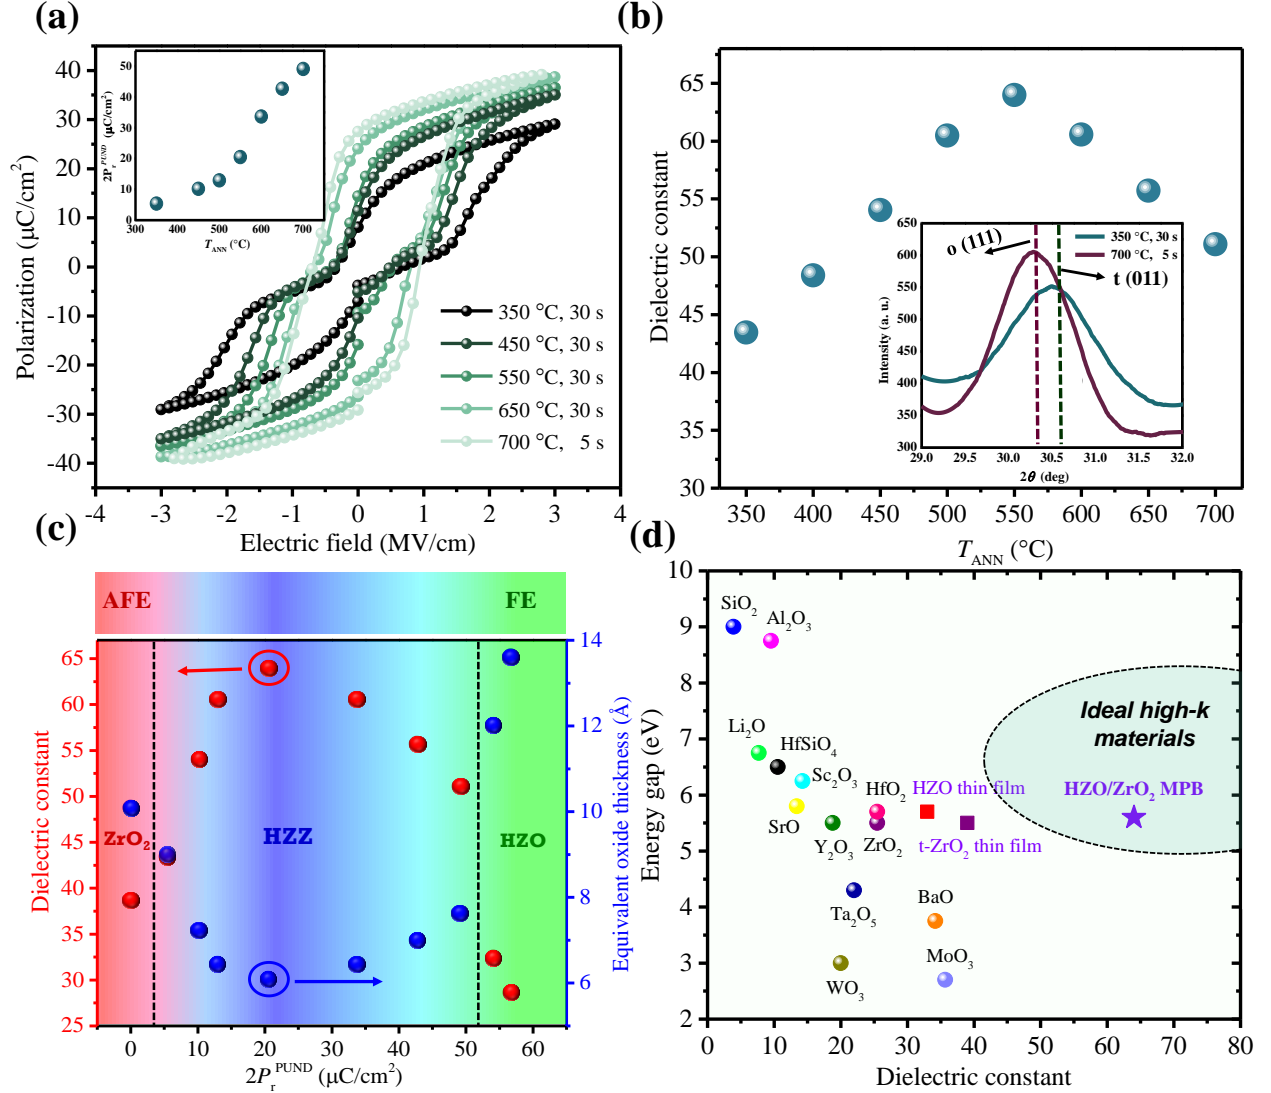 (a)
40
30
20
10
0
-10
-20
-30
-40
Polarization (μC/cm²)
-4 -3 -2 -1 0 1 2 3 4
Electric field (MV/cm)
50
40
30
20
10
0
2P_r^PUND (μC/cm²)
300 400 500 600 700
T_ANN (°C)
350 °C, 30 s
450 °C, 30 s
550 °C, 30 s
650 °C, 30 s
700 °C, 5 s
(b)
65
60
55
50
45
40
35
30
Dielectric constant
350 400 450 500 550 600 650 700
T_ANN (°C)
650
600
550
500
450
400
350
300
Intensity (a. u.)
29.0 29.5 30.0 30.5 31.0 31.5 32.0
2θ (deg)
o (111)
t (011)
350 °C, 30 s
700 °C, 5 s
(c)
AFE FE
65
60
55
50
45
40
35
30
25
Dielectric constant
ZrO₂ HZZ HZO
14
12
10
8
6
Equivalent oxide thickness (Å)
0 10 20 30 40 50 60
2P_r^PUND (μC/cm²)
(d)
10
9
8
7
6
5
4
3
2
Energy gap (eV)
SiO₂
Al₂O₃
Li₂O
HfSiO₄
Sc₂O₃
SrO
Y₂O₃
HfO₂
ZrO₂
HZO thin film
t-ZrO₂ thin film
Ta₂O₅
BaO
WO₃
MoO₃
Ideal high-k
materials
HZO/ZrO₂ MPB
0 10 20 30 40 50 60 70 80
Dielectric constant